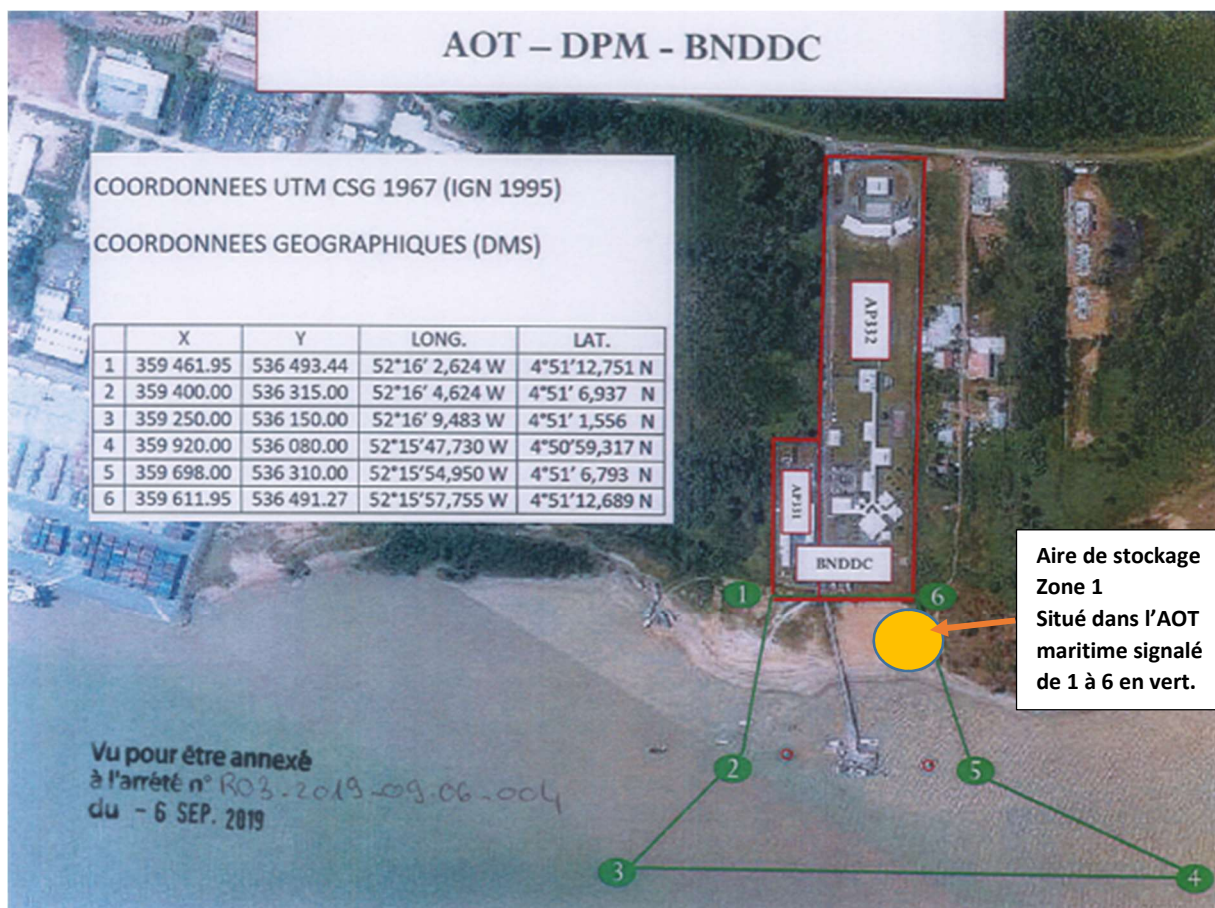 AOT – DPM - BNDDC
COORDONNEES UTM CSG 1967 (IGN 1995)
COORDONNEES GEOGRAPHIQUES (DMS)
X Y LONG. LAT.
1 359 461.95 536 493.44 52°16' 2,624 W 4°51'12,751 N
2 359 400.00 536 315.00 52°16' 4,624 W 4°51' 6,937 N
3 359 250.00 536 150.00 52°16' 9,483 W 4°51' 1,556 N
4 359 920.00 536 080.00 52°15'47,730 W 4°50'59,317 N
5 359 698.00 536 310.00 52°15'54,950 W 4°51' 6,793 N
6 359 611.95 536 491.27 52°15'57,755 W 4°51'12,689 N
AP332
AP331
BNDDC
1
6
Aire de stockage
Zone 1
Situé dans l'AOT
maritime signalé
de 1 à 6 en vert.
2
5
3
4
Vu pour être annexé
à l'arrété n° R03-2019-09-06-004
du - 6 SEP. 2019